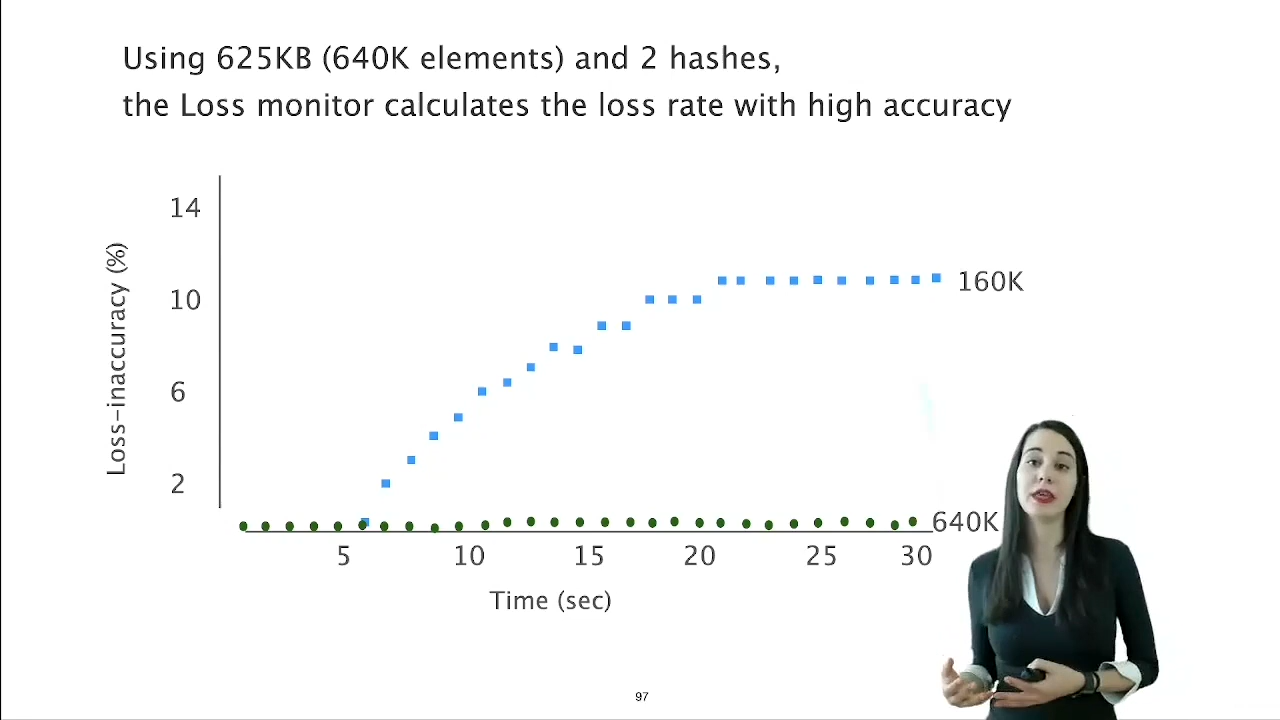 Using 625KB (640K elements) and 2 hashes,
the Loss monitor calculates the loss rate with high accuracy
Loss-inaccuracy (%)
14
10
6
2
160K
640K
5 10 15 20 25 30
Time (sec)
97